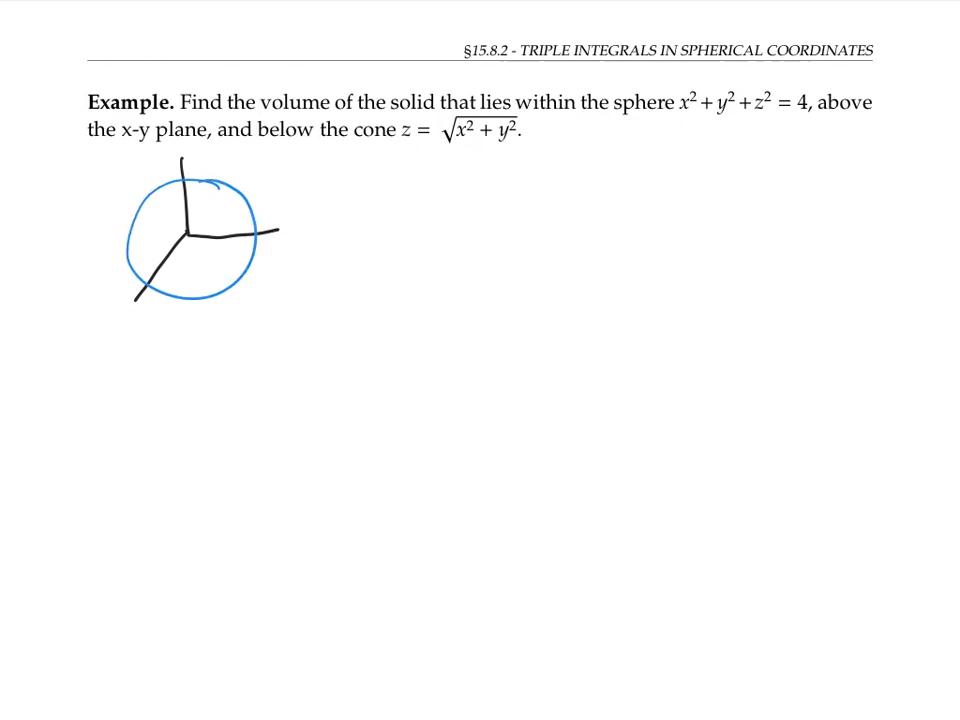 §15.8.2 - TRIPLE INTEGRALS IN SPHERICAL COORDINATES
Example. Find the volume of the solid that lies within the sphere x² + y² + z² = 4, above
the x-y plane, and below the cone z = √(x² + y²).